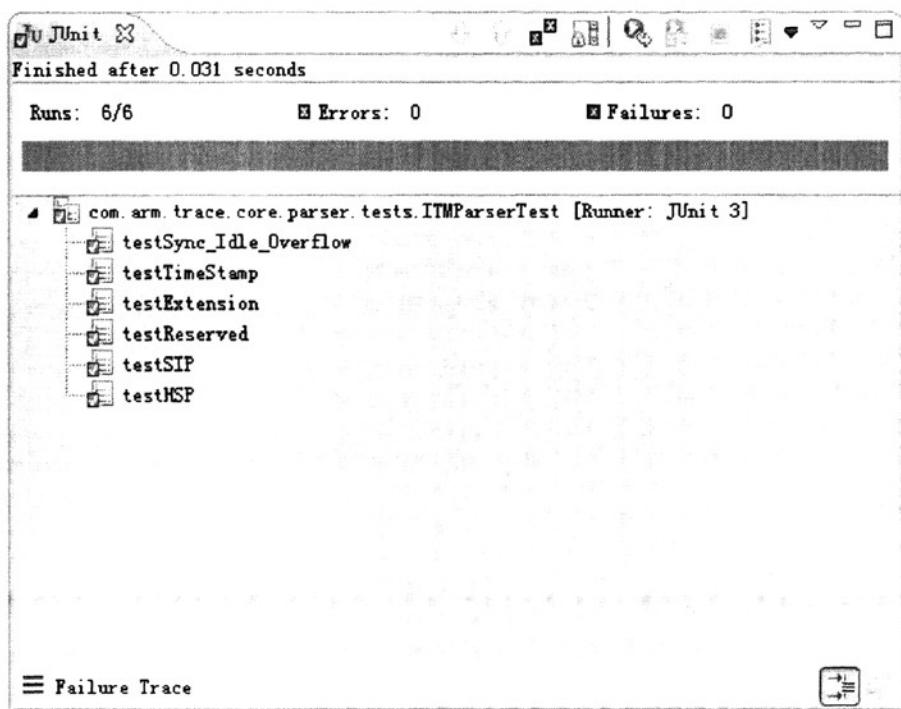 JUnit
Finished after 0.031 seconds
Runs: 6/6 Errors: 0 Failures: 0
com.arm.trace.core.parser.tests.ITMParserTest [Runner: JUnit 3]
testSync_Idle_Overflow
testTimeStamp
testExtension
testReserved
testSIP
testHSP
Failure Trace